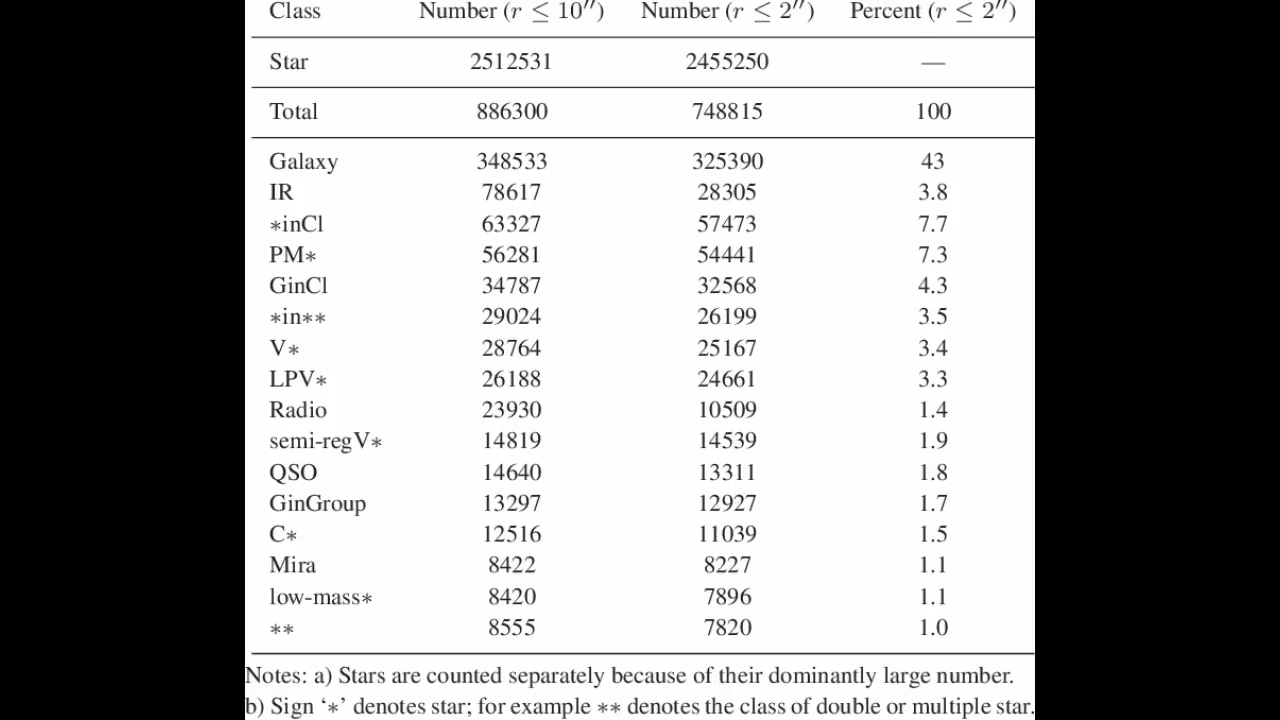 Class Number (r ≤ 10″) Number (r ≤ 2″) Percent (r ≤ 2″)
Star 2512531 2455250 —
Total 886300 748815 100
Galaxy 348533 325390 43
IR 78617 28305 3.8
∗inCl 63327 57473 7.7
PM∗ 56281 54441 7.3
GinCl 34787 32568 4.3
∗in∗∗ 29024 26199 3.5
V∗ 28764 25167 3.4
LPV∗ 26188 24661 3.3
Radio 23930 10509 1.4
semi-regV∗ 14819 14539 1.9
QSO 14640 13311 1.8
GinGroup 13297 12927 1.7
C∗ 12516 11039 1.5
Mira 8422 8227 1.1
low-mass∗ 8420 7896 1.1
∗∗ 8555 7820 1.0
Notes: a) Stars are counted separately because of their dominantly large number.
b) Sign ‘∗’ denotes star; for example ∗∗ denotes the class of double or multiple star.